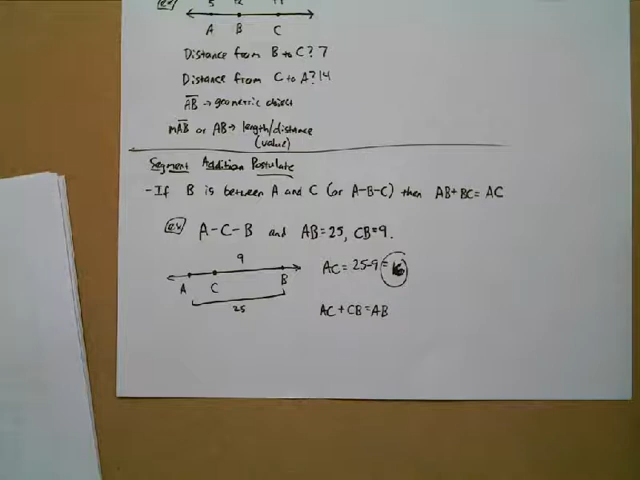 ex
5 12 19
A B C
Distance from B to C? 7
Distance from C to A? 14
AB → geometric object
mAB or AB → length/distance
(value)
Segment Addition Postulate
-If B is between A and C (or A-B-C) then AB+BC=AC
ex A-C-B and AB=25, CB=9.
9
A C B
25
AC=25-9=16
AC+CB=AB